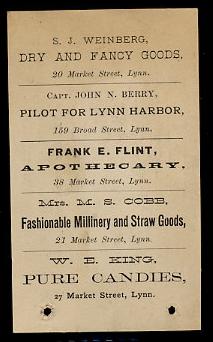 S. J. WEINBERG,
DRY AND FANCY GOODS,
20 Market Street, Lynn.
CAPT. JOHN N. BERRY,
PILOT FOR LYNN HARBOR,
159 Broad Street, Lynn.
FRANK E. FLINT,
APOTHECARY,
38 Market Street, Lynn.
Mrs. M. S. COBB,
Fashionable Millinery and Straw Goods,
21 Market Street, Lynn.
W. E. KING,
PURE CANDIES,
27 Market Street, Lynn.